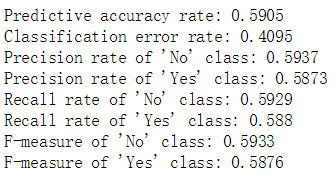 Predictive accuracy rate: 0.5905
Classification error rate: 0.4095
Precision rate of 'No' class: 0.5937
Precision rate of 'Yes' class: 0.5873
Recall rate of 'No' class: 0.5929
Recall rate of 'Yes' class: 0.588
F-measure of 'No' class: 0.5933
F-measure of 'Yes' class: 0.5876